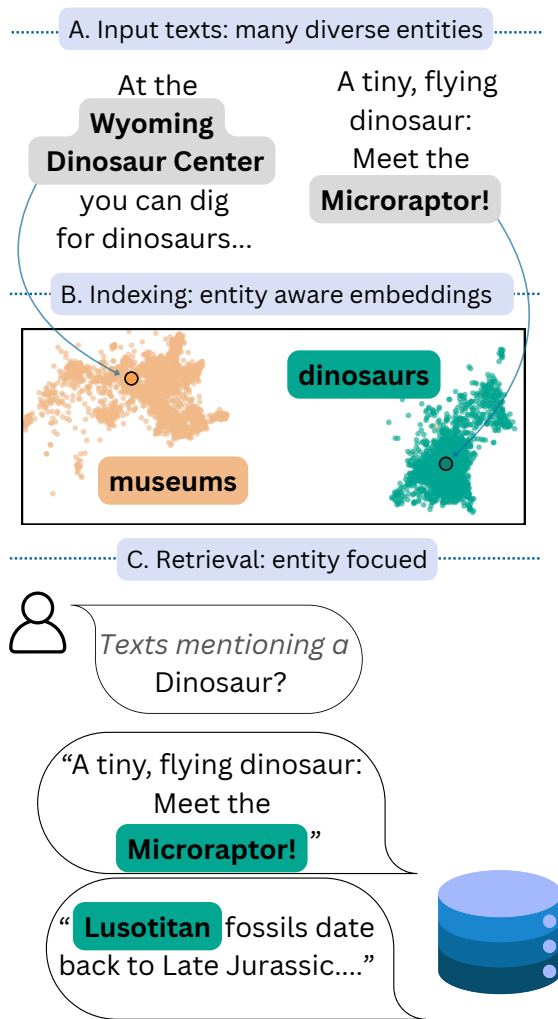 A. Input texts: many diverse entities
At the
Wyoming
Dinosaur Center
you can dig
for dinosaurs...
A tiny, flying
dinosaur:
Meet the
Microraptor!
B. Indexing: entity aware embeddings
dinosaurs
museums
C. Retrieval: entity focued
Texts mentioning a
Dinosaur?
“A tiny, flying dinosaur:
Meet the
Microraptor! ”
“ Lusotitan fossils date
back to Late Jurassic....”